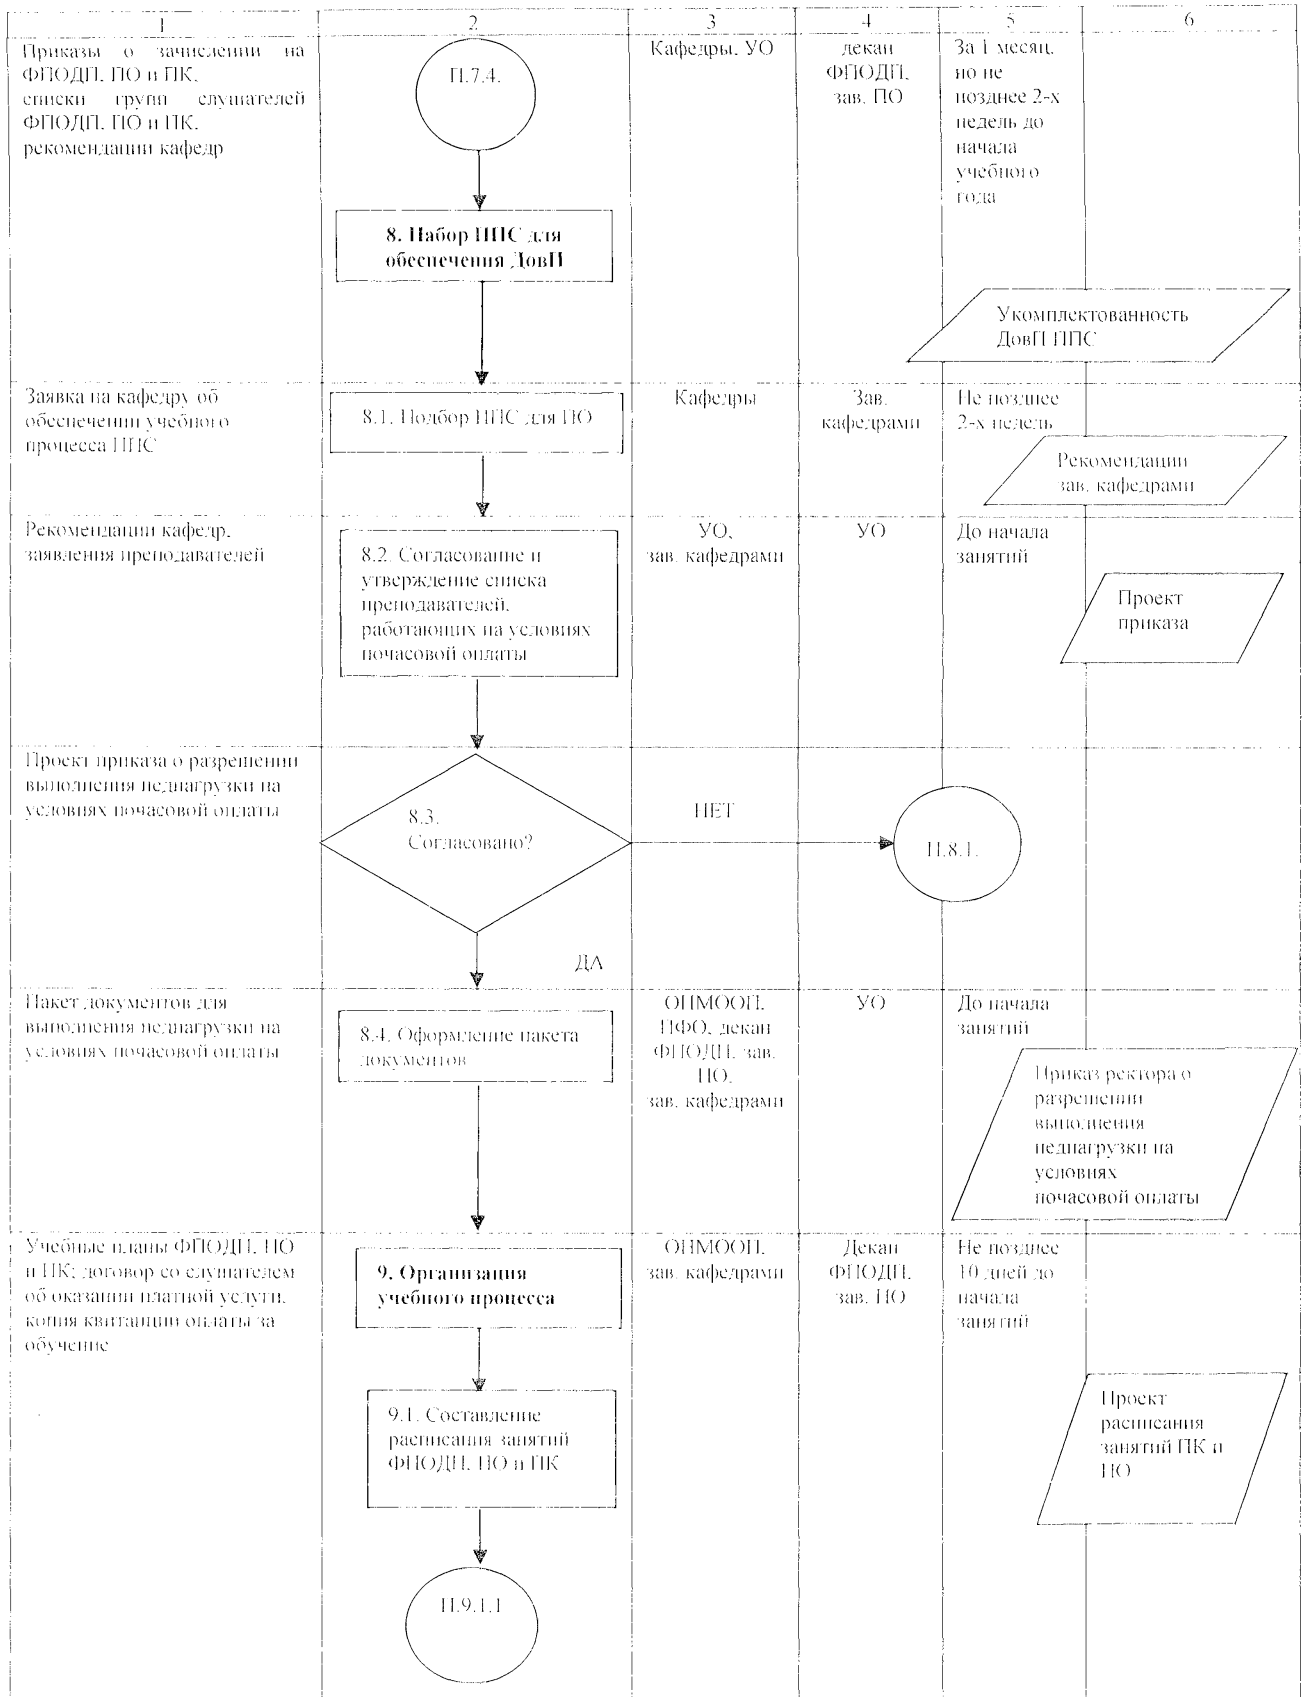 1 2 3 4 5 6
Приказы о зачислении на
ФПОДП, ПО и ПК,
списки групп слушателей
ФПОДП, ПО и ПК,
рекомендации кафедр
П.7.4.
Кафедры, УО
декан
ФПОДП,
зав. ПО
За 1 месяц,
но не
позднее 2-х
недель до
начала
учебного
года
8. Набор ППС для
обеспечения ДовП
Укомплектованность
ДовП ППС
Заявка на кафедру об
обеспечении учебного
процесса ППС
8.1. Подбор ППС для ПО
Кафедры
Зав.
кафедрами
Не позднее
2-х недель
Рекомендации
зав. кафедрами
Рекомендации кафедр,
заявления преподавателей
8.2. Согласование и
утверждение списка
преподавателей,
работающих на условиях
почасовой оплаты
УО,
зав. кафедрами
УО
До начала
занятий
Проект
приказа
Проект приказа о разрешении
выполнения педнагрузки на
условиях почасовой оплаты
8.3.
Согласовано?
НЕТ
П.8.1.
ДА
Пакет документов для
выполнения педнагрузки на
условиях почасовой оплаты
8.4. Оформление пакета
документов
ОПМООП,
ПФО, декан
ФПОДП, зав.
ПО,
зав. кафедрами
УО
До начала
занятий
Приказ ректора о
разрешении
выполнения
педнагрузки на
условиях
почасовой оплаты
Учебные планы ФПОДП, ПО
и ПК; договор со слушателем
об оказании платной услуги,
копия квитанции оплаты за
обучение
9. Организация
учебного процесса
ОПМООП,
зав. кафедрами
Декан
ФПОДП,
зав. ПО
Не позднее
10 дней до
начала
занятий
9.1. Составление
расписания занятий
ФПОДП, ПО и ПК
Проект
расписания
занятий ПК и
ПО
П.9.1.1